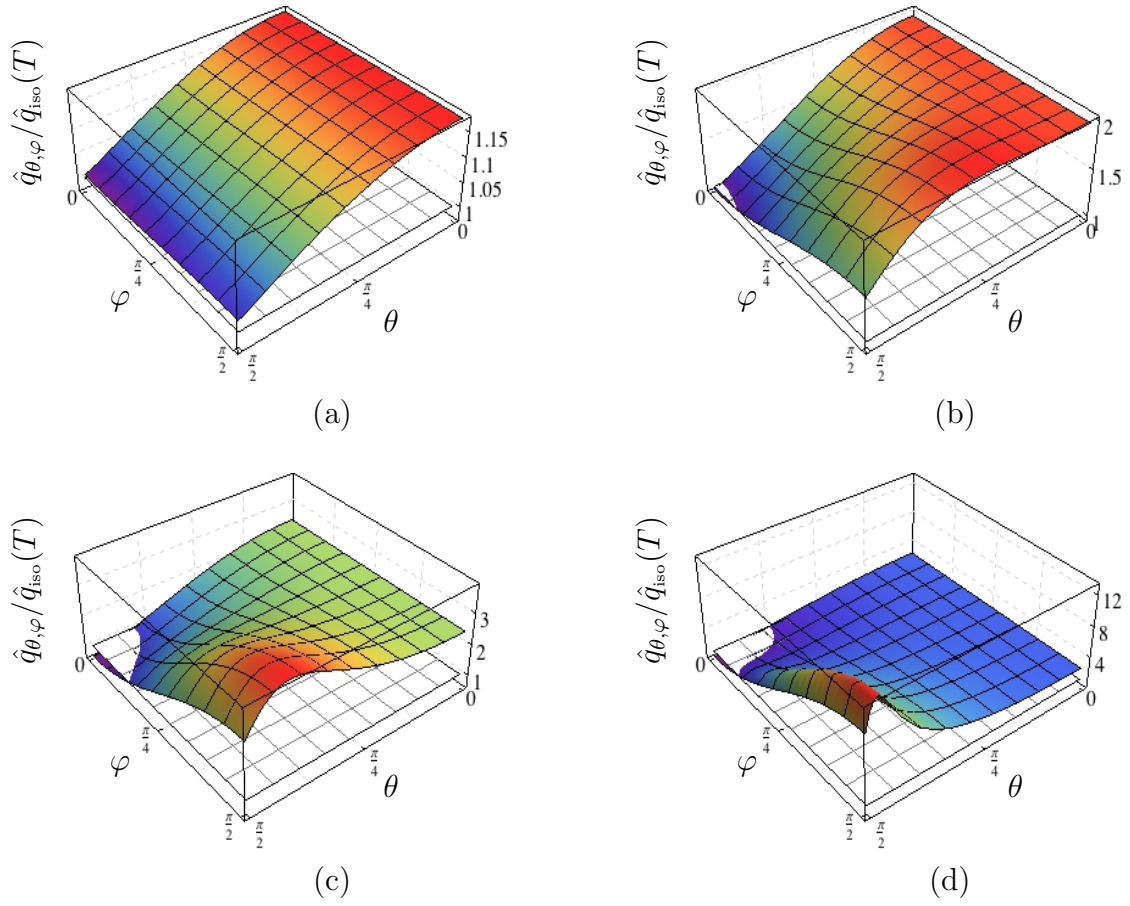 q̂θ,φ/q̂iso(T)
1.15
1.1
1.05
1
0
0
π/4
π/4
φ
θ
π/2
π/2
(a)
q̂θ,φ/q̂iso(T)
2
1.5
1
0
0
π/4
π/4
φ
θ
π/2
π/2
(b)
q̂θ,φ/q̂iso(T)
3
2
1
0
0
π/4
π/4
φ
θ
π/2
π/2
(c)
q̂θ,φ/q̂iso(T)
12
8
4
0
0
π/4
π/4
φ
θ
π/2
π/2
(d)